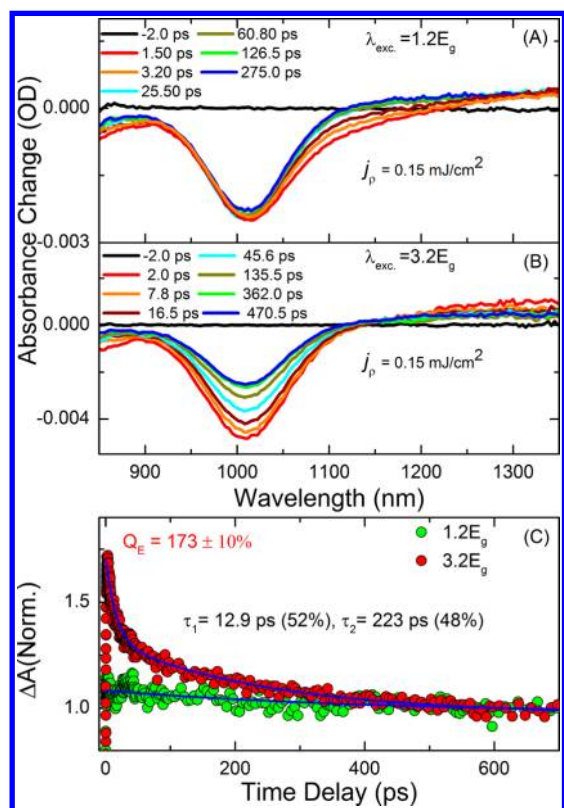 -2.0 ps 60.80 ps λexc. =1.2Eg (A)
1.50 ps 126.5 ps
3.20 ps 275.0 ps
25.50 ps
0.000
jρ = 0.15 mJ/cm²
-0.003
Absorbance Change (OD)
-2.0 ps 45.6 ps λexc. =3.2Eg (B)
2.0 ps 135.5 ps
7.8 ps 362.0 ps
16.5 ps 470.5 ps
0.000
jρ = 0.15 mJ/cm²
-0.004
900 1000 1100 1200 1300
Wavelength (nm)
QE = 173 ± 10% 1.2Eg (C)
3.2Eg
1.5
τ1= 12.9 ps (52%), τ2= 223 ps (48%)
1.0
ΔA(Norm.)
0 200 400 600
Time Delay (ps)